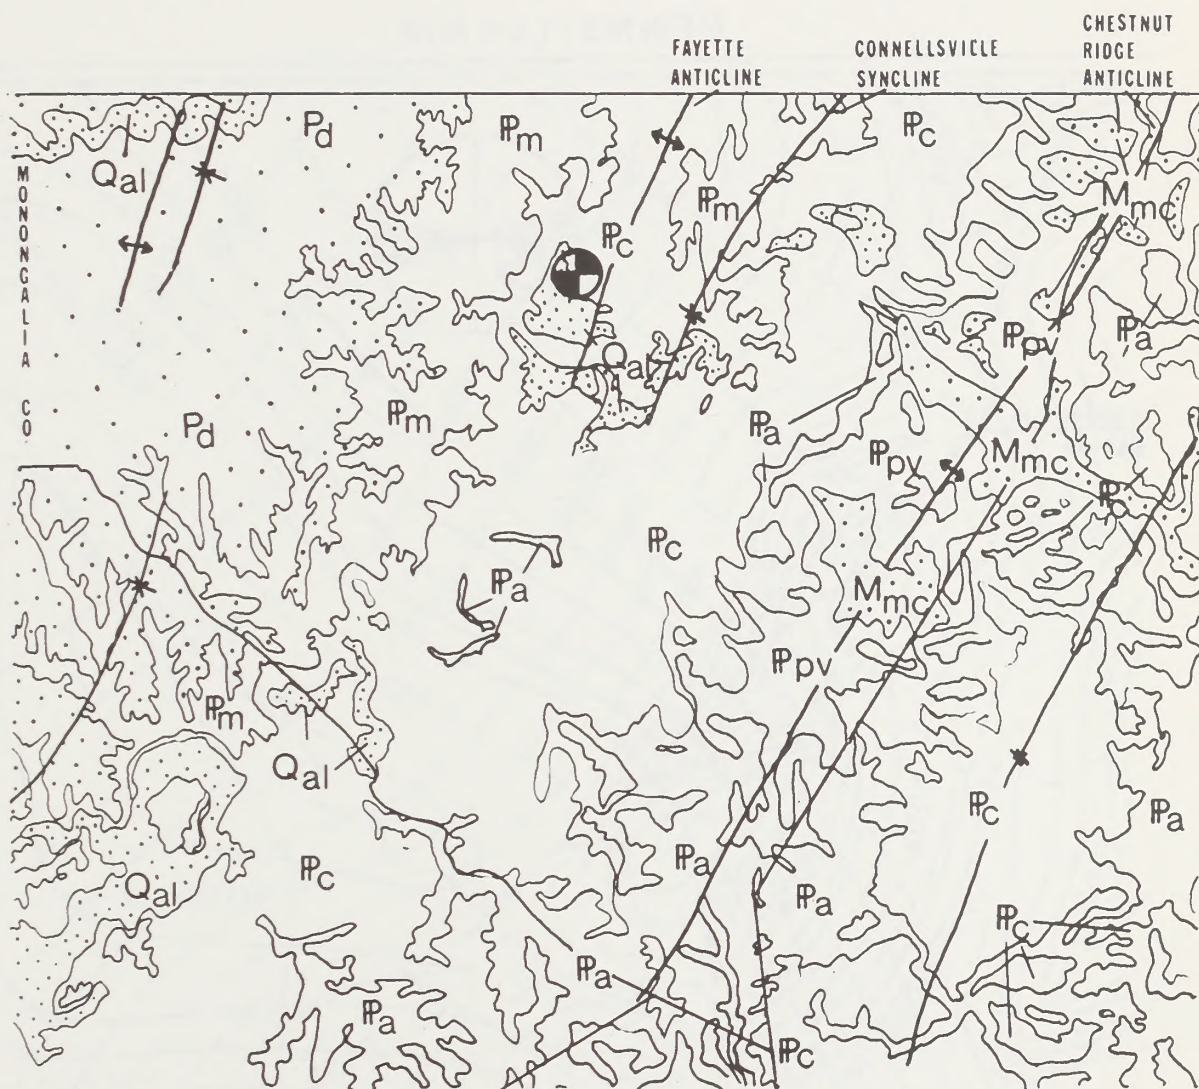 FAYETTE
ANTICLINE
CONNELLSVICLE
SYNCLINE
CHESTNUT
RIDGE
ANTICLINE
MONONGALIA CO.
Qal
Pd
ℙm
ℙc
ℙm
ℙc
Mmc
ℙpv
ℙa
Qal
Pd
ℙm
ℙa
ℙpv
Mmc
ℙc
ℙa
ℙc
Mmc
ℙpv
ℙm
Qal
ℙc
ℙa
ℙa
ℙc
Qal
ℙa
ℙc
ℙa
ℙa
ℙc